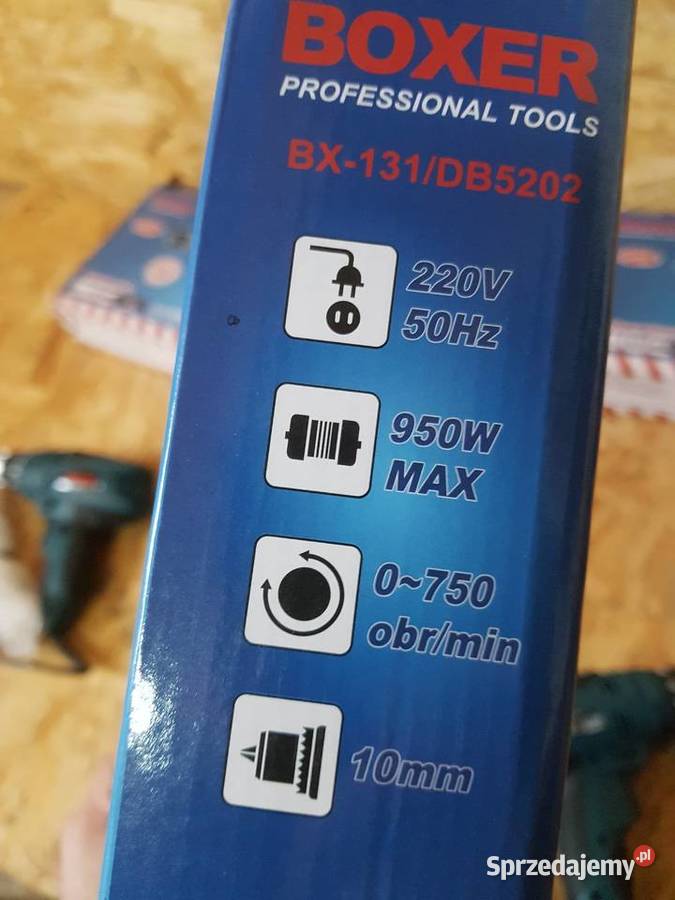 BOXER
PROFESSIONAL TOOLS
BX-131/DB5202
220V
50Hz
950W
MAX
0~750
obr/min
10mm
Sprzedajemy.pl